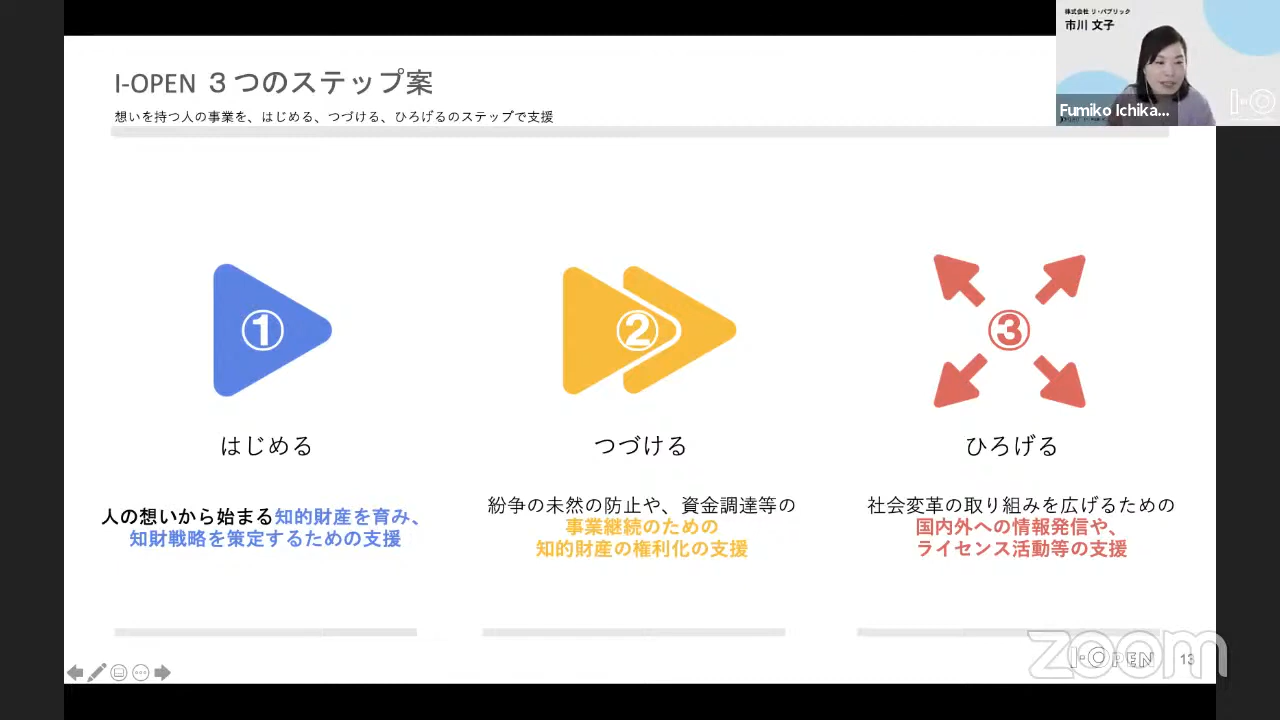 株式会社 リ・パブリック
市川 文子
Fumiko Ichika...
I-OPEN ３つのステップ案
想いを持つ人の事業を、はじめる、つづける、ひろげるのステップで支援
①
はじめる
人の想いから始まる知的財産を育み、
知財戦略を策定するための支援
②
つづける
紛争の未然の防止や、資金調達等の
事業継続のための
知的財産の権利化の支援
③
ひろげる
社会変革の取り組みを広げるための
国内外への情報発信や、
ライセンス活動等の支援
I-OPEN
13
zoom